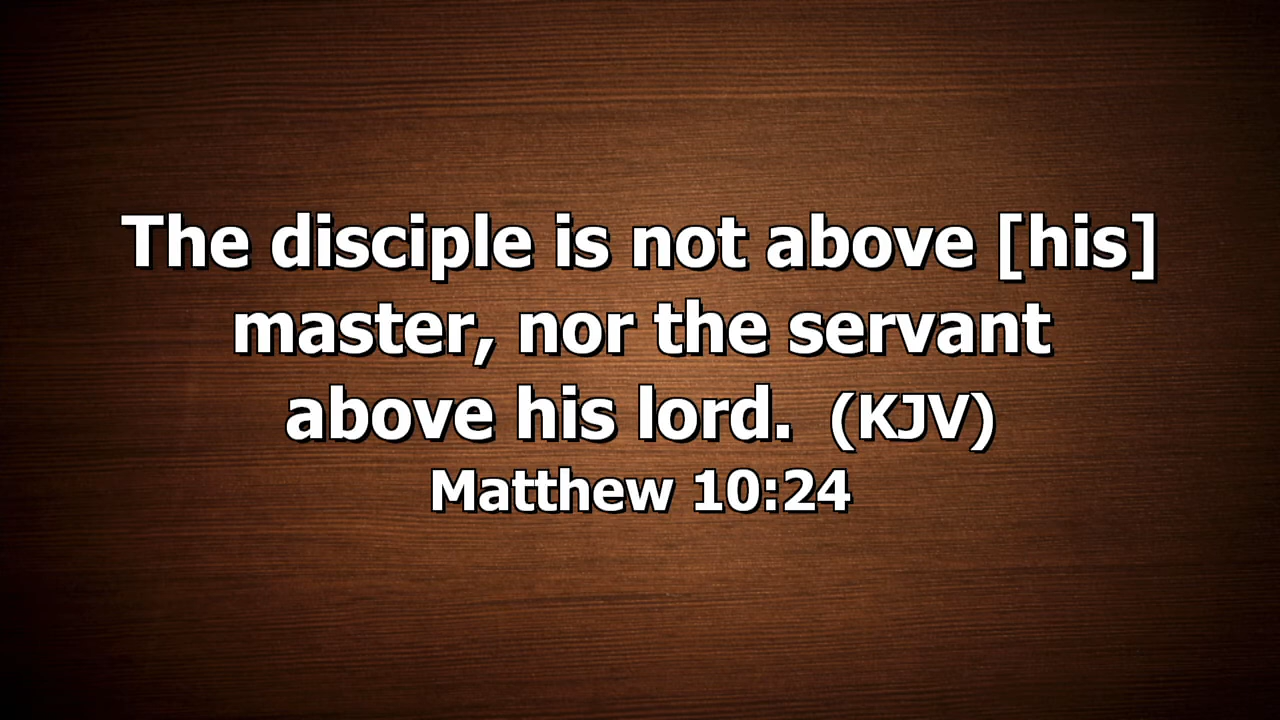 The disciple is not above [his]
master, nor the servant
above his lord. (KJV)
Matthew 10:24